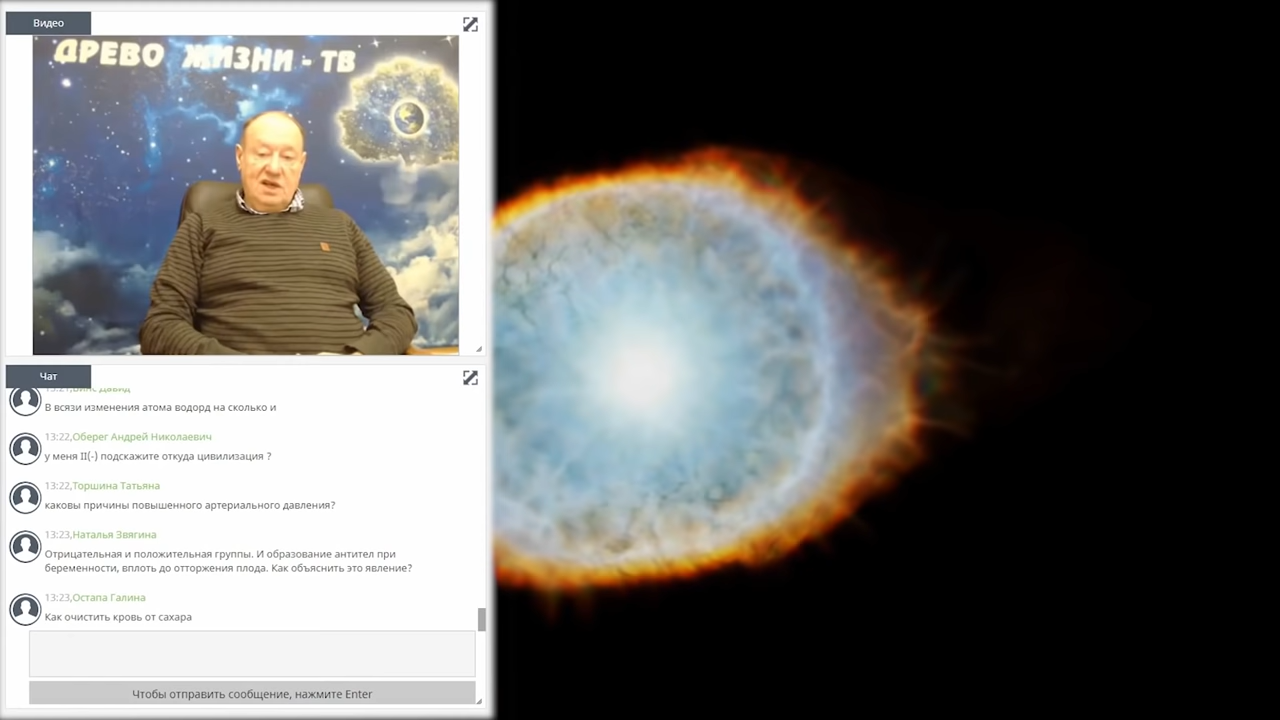 Видео
ДРЕВО ЖИЗНИ - ТВ
Чат
В всязи изменения атома водорд на сколько и
13:22,Оберег Андрей Николаевич
у меня II(-) подскажите откуда цивилизация ?
13:22,Торшина Татьяна
каковы причины повышенного артериального давления?
13:23,Наталья Звягина
Отрицательная и положительная группы. И образование антител при
беременности, вплоть до отторжения плода. Как объяснить это явление?
13:23,Остапа Галина
Как очистить кровь от сахара
Чтобы отправить сообщение, нажмите Enter